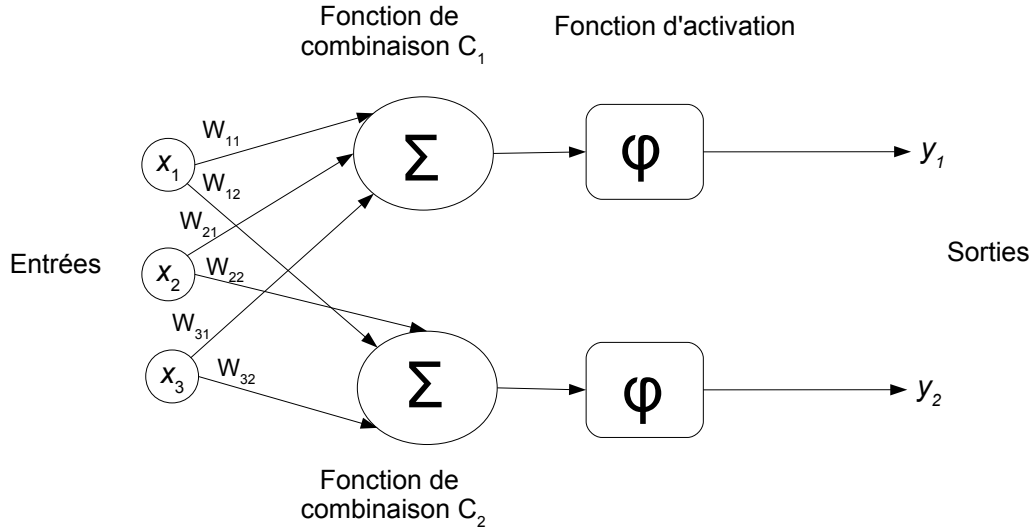 Fonction de
combinaison C₁
Fonction d'activation
W₁₁
x₁
Σ
φ
y₁
W₁₂
W₂₁
Entrées
x₂
W₂₂
Sorties
W₃₁
x₃
W₃₂
Σ
φ
y₂
Fonction de
combinaison C₂